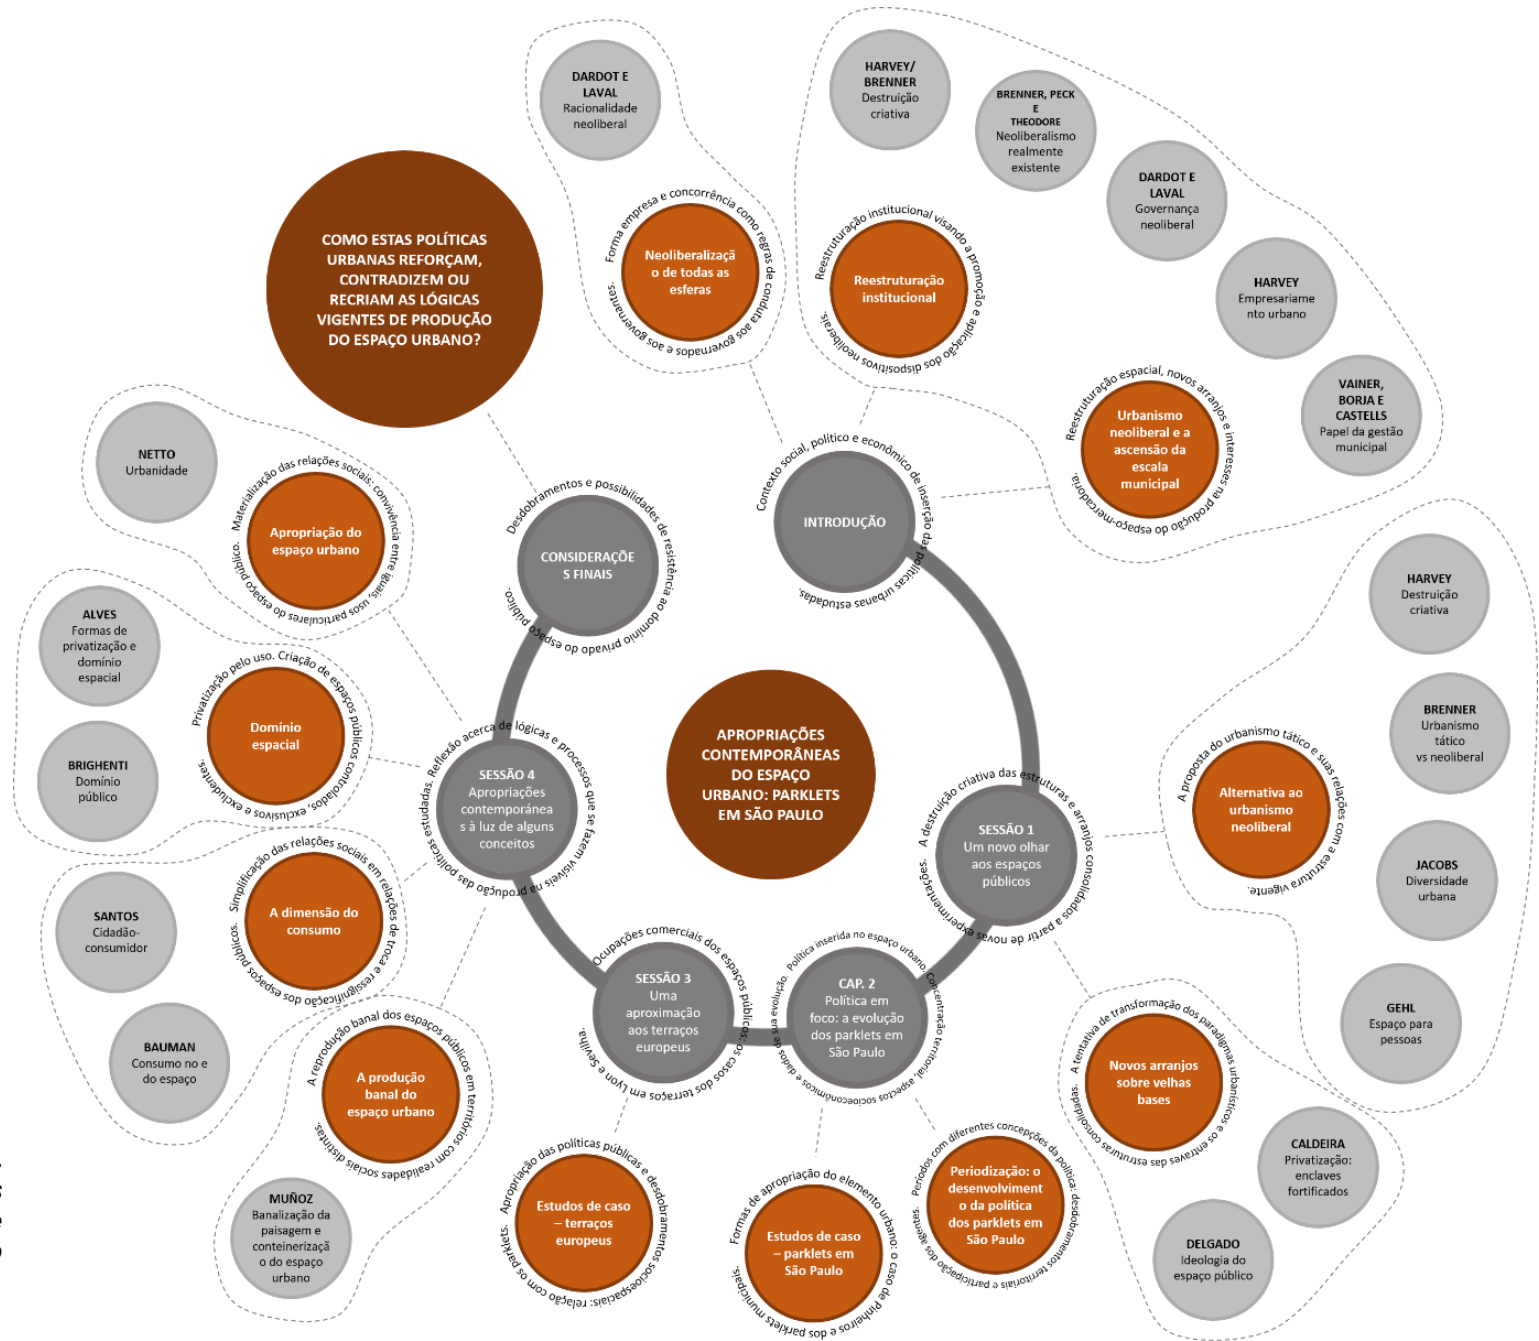 DARDOT E
LAVAL
Racionalidade
neoliberal
Forma empresa e concorrência como regras de conduta aos governados e aos governantes.
Neoliberalizaçã
o de todas as
esferas
HARVEY/
BRENNER
Destruição
criativa
BRENNER, PECK
E
THEODORE
Neoliberalismo
realmente
existente
DARDOT E
LAVAL
Governança
neoliberal
HARVEY
Empresariame
nto urbano
VAINER,
BORJA E
CASTELLS
Papel da gestão
municipal
Reestruturação institucional visando a promoção e aplicação dos dispositivos neoliberais.
Reestruturação
institucional
Reestruturação espacial, novos arranjos e interesses na produção do espaço-mercadoria.
Urbanismo
neoliberal e a
ascensão da
escala
municipal
COMO ESTAS POLÍTICAS
URBANAS REFORÇAM,
CONTRADIZEM OU
RECRIAM AS LÓGICAS
VIGENTES DE PRODUÇÃO
DO ESPAÇO URBANO?
Contexto social, político e econômico de inserção das políticas urbanas estudadas.
INTRODUÇÃO
Desdobramentos e possibilidades de resistência ao domínio privado do espaço público.
CONSIDERAÇÕE
S FINAIS
NETTO
Urbanidade
Materialização das relações sociais: convivência entre iguais, usos particulares do espaço público.
Apropriação do
espaço urbano
ALVES
Formas de
privatização e
domínio
espacial
BRIGHENTI
Domínio
público
Privatização pelo uso. Criação de espaços públicos controlados, exclusivos e excludentes.
Domínio
espacial
HARVEY
Destruição
criativa
BRENNER
Urbanismo
tático
vs neoliberal
JACOBS
Diversidade
urbana
GEHL
Espaço para
pessoas
A proposta do urbanismo tático e suas relações com a estrutura vigente.
Alternativa ao
urbanismo
neoliberal
APROPRIAÇÕES
CONTEMPORÂNEAS
DO ESPAÇO
URBANO: PARKLETS
EM SÃO PAULO
Reflexão acerca de lógicas e processos que se fazem visíveis na produção das políticas estudadas.
SESSÃO 4
Apropriações
contemporânea
s à luz de alguns
conceitos
A destruição criativa das estruturas e arranjos consolidados a partir de novas experimentações.
SESSÃO 1
Um novo olhar
aos espaços
públicos
SANTOS
Cidadão-
consumidor
BAUMAN
Consumo no e
do espaço
Simplificação das relações sociais em relações de troca e ressignificação dos espaços públicos.
A dimensão do
consumo
Ocupações comerciais dos espaços públicos: os casos dos terraços em Lyon e Sevilha.
SESSÃO 3
Uma
aproximação
aos terraços
europeus
Política inserida no espaço urbano. Concentração territorial, aspectos socioeconômicos e dados de sua evolução.
CAP. 2
Política em
foco: a evolução
dos parklets em
São Paulo
A reprodução banal dos espaços públicos em territórios com realidades sociais distintas.
A produção
banal do
espaço urbano
MUÑOZ
Banalização da
paisagem e
conteinerizaçã
o do espaço
urbano
A tentativa de transformação dos paradigmas urbanísticos e os entraves das estruturas consolidadas.
Novos arranjos
sobre velhas
bases
CALDEIRA
Privatização:
enclaves
fortificados
DELGADO
Ideologia do
espaço público
Apropriação das políticas públicas e desdobramentos socioespaciais: relação com os parklets.
Estudos de caso
– terraços
europeus
Formas de apropriação do elemento urbano: o caso de Pinheiros e dos parklets municipais.
Estudos de caso
– parklets em
São Paulo
Períodos com diferentes concepções da política: desdobramentos territoriais e participação dos agentes.
Periodização: o
desenvolviment
o da política
dos parklets em
São Paulo